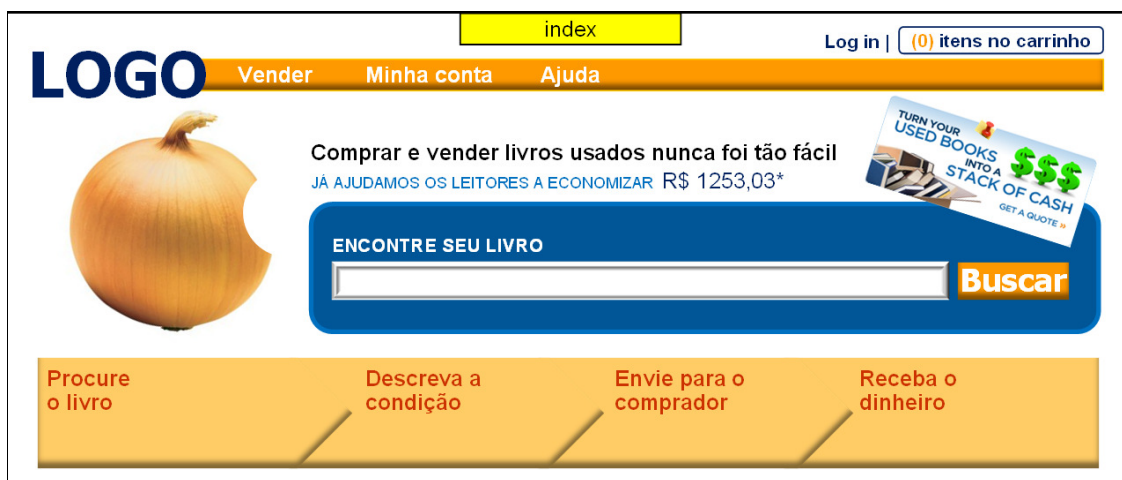 index
Log in | (0) itens no carrinho
LOGO
Vender Minha conta Ajuda
TURN YOUR
USED BOOKS
INTO A
STACK OF CASH
$$$
GET A QUOTE »
Comprar e vender livros usados nunca foi tão fácil
JÁ AJUDAMOS OS LEITORES A ECONOMIZAR R$ 1253,03*
ENCONTRE SEU LIVRO
Buscar
Procure
o livro
Descreva a
condição
Envie para o
comprador
Receba o
dinheiro